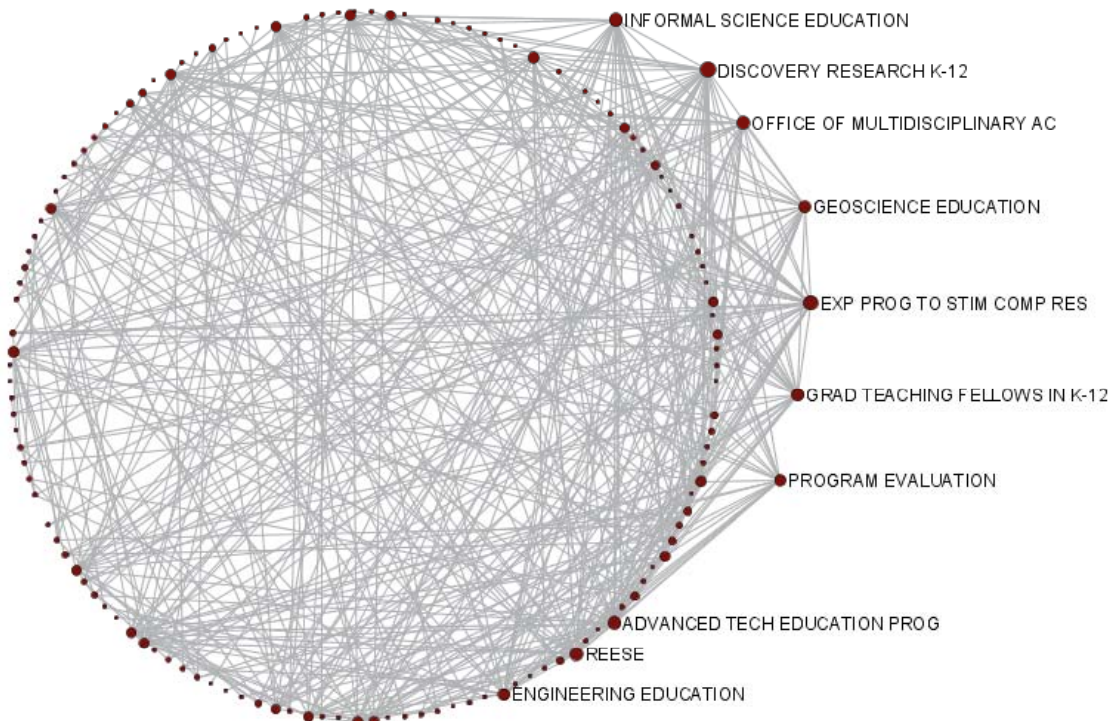 INFORMAL SCIENCE EDUCATION
DISCOVERY RESEARCH K-12
OFFICE OF MULTIDISCIPLINARY AC
GEOSCIENCE EDUCATION
EXP PROG TO STIM COMP RES
GRAD TEACHING FELLOWS IN K-12
PROGRAM EVALUATION
ADVANCED TECH EDUCATION PROG
REESE
ENGINEERING EDUCATION